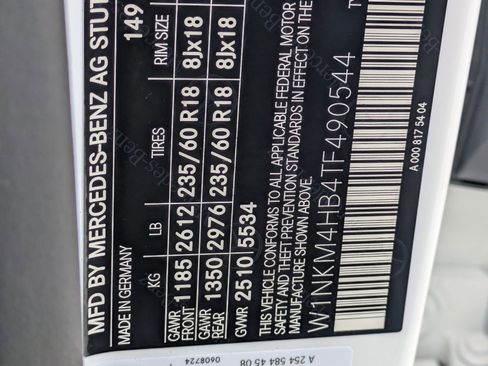 MFD BY MERCEDES-BENZ AG STUT
MADE IN GERMANY
149
KG LB TIRES RIM SIZE
GAWR FRONT 1185 2612 235/60 R18 8Jx18
GAWR REAR 1350 2976 235/60 R18 8Jx18
GWR 2510 5534
THIS VEHICLE CONFORMS TO ALL APPLICABLE FEDERAL MOTOR
SAFETY AND THEFT PREVENTION STANDARDS IN EFFECT ON THE
MANUFACTURE SHOWN ABOVE.
W1NKM4HB4TF490544
A 000 817 54 04
A 254 584 45 08
0608724